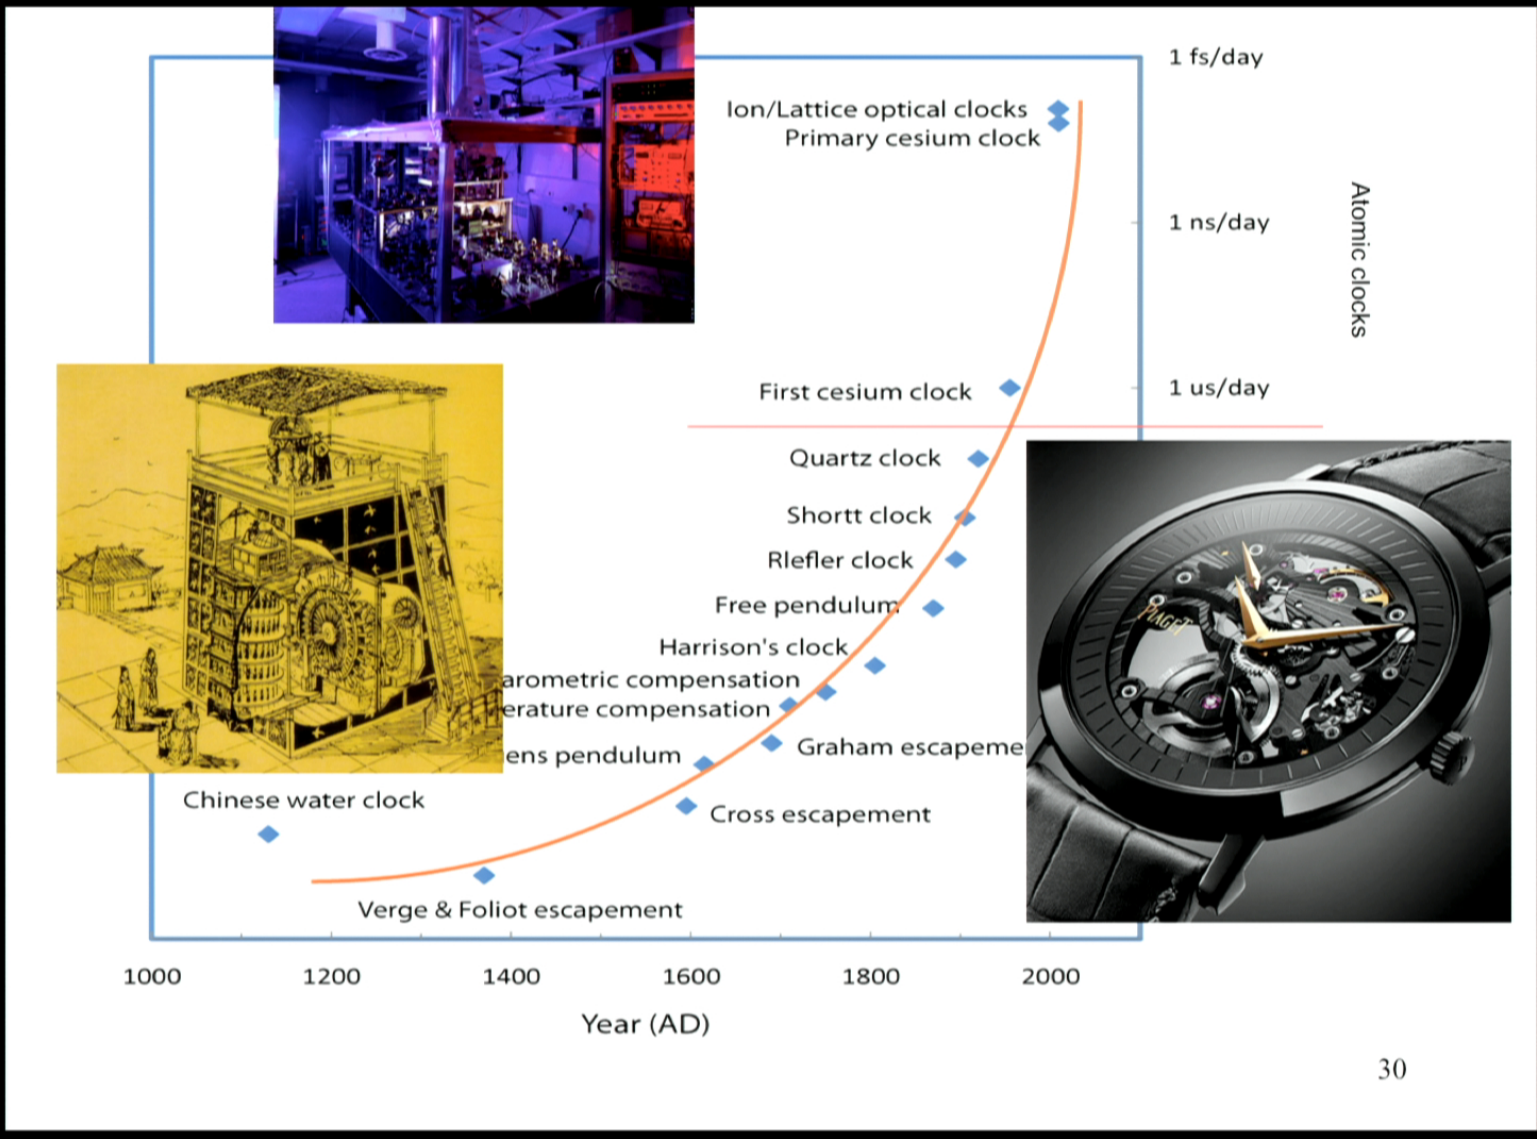 1 fs/day
Ion/Lattice optical clocks
Primary cesium clock
1 ns/day
Atomic clocks
First cesium clock
1 us/day
Quartz clock
Shortt clock
Rlefler clock
Free pendulum
Harrison's clock
arometric compensation
erature compensation
ens pendulum
Graham escapeme
PIAGET
Chinese water clock
Cross escapement
Verge & Foliot escapement
1000 1200 1400 1600 1800 2000
Year (AD)
30